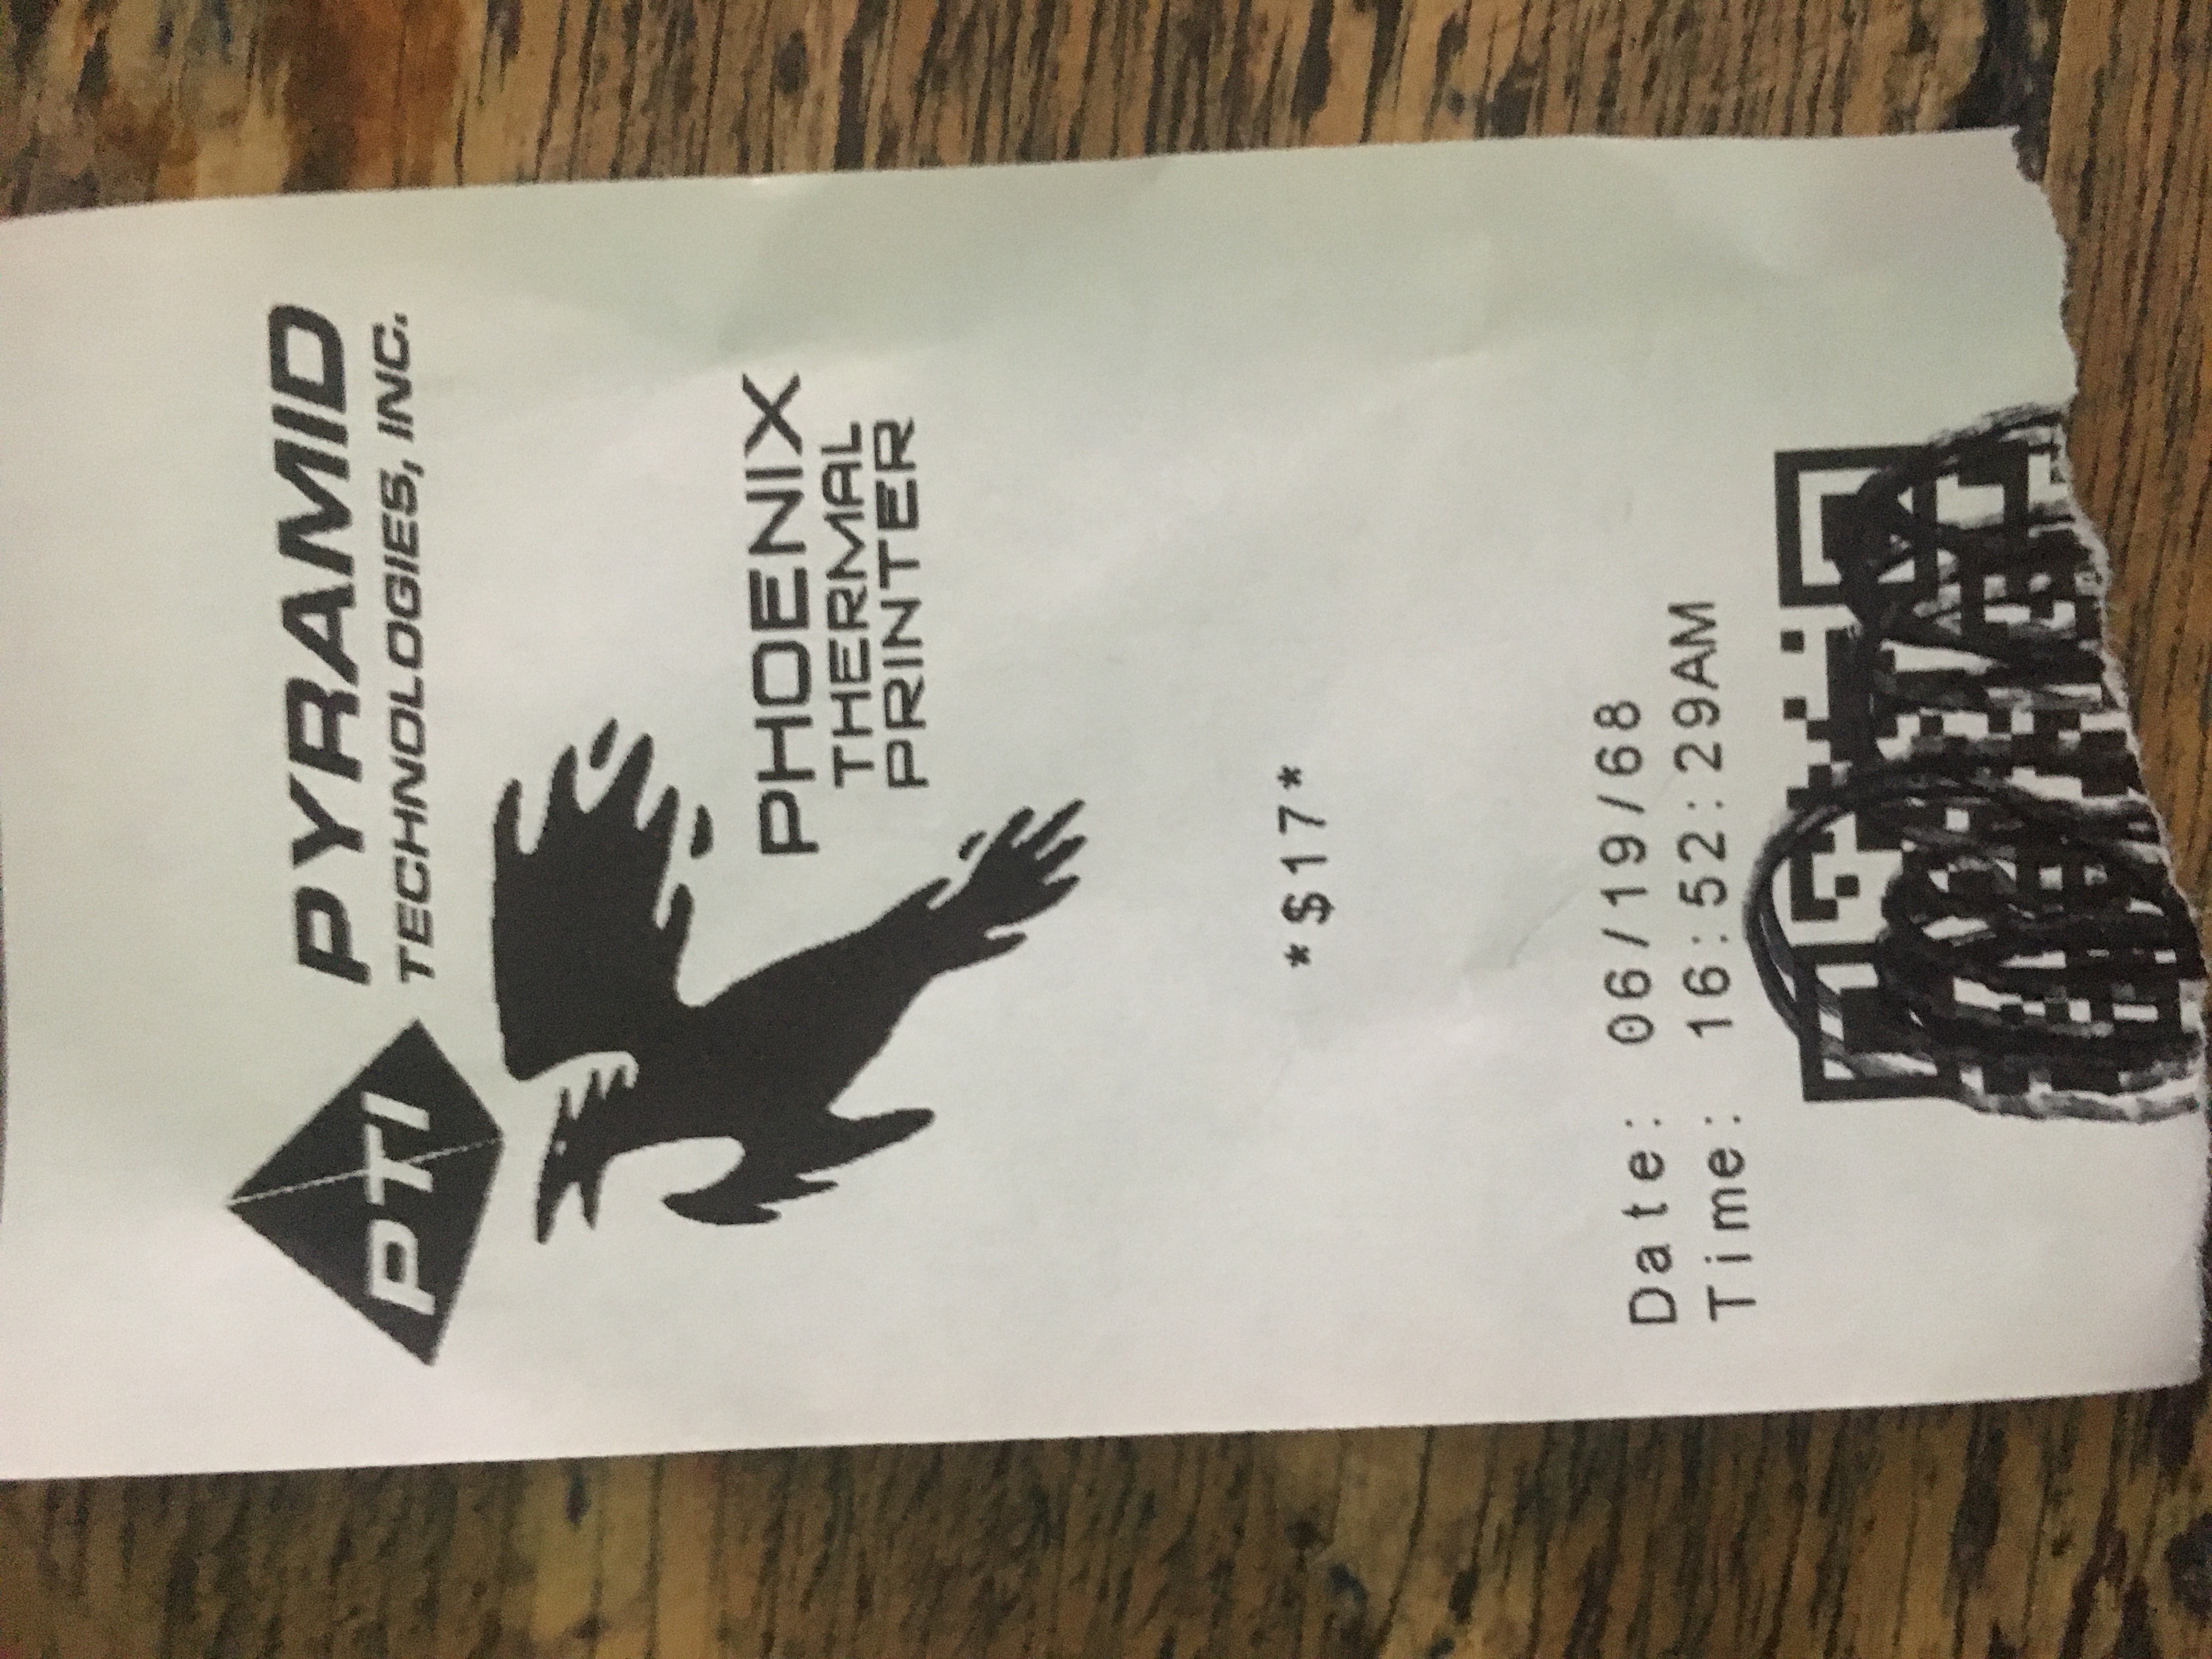 PTI
PYRAMID
TECHNOLOGIES, INC.
PHOENIX
THERMAL
PRINTER
*$17*
Date: 06/19/68
Time: 16:52:29AM